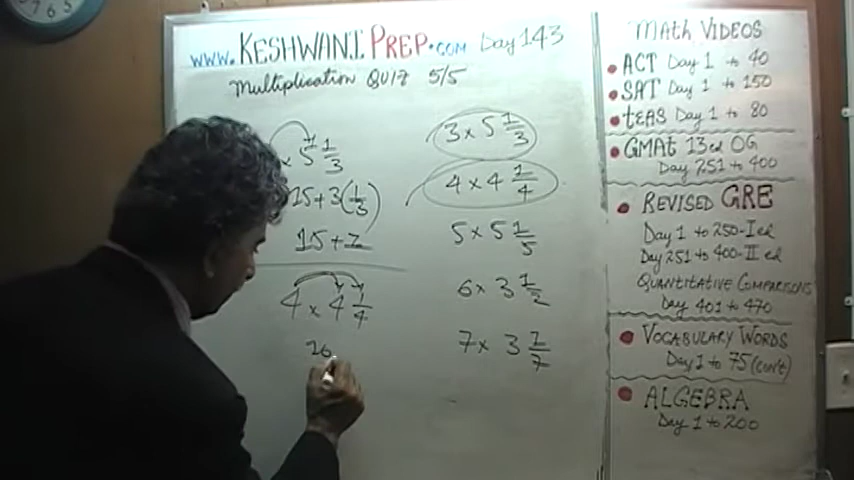 7 6 5
www.KESHWANIPREP.COM Day 143
Multiplication QUIZ 5/5
x 5 1/3
15 + 3(1/3)
15 + 1
4 x 4 1/4
16
3 x 5 1/3
4 x 4 1/4
5 x 5 1/5
6 x 3 1/2
7 x 3 2/7
Math Videos
ACT Day 1 to 40
SAT Day 1 to 150
tEAS Day 1 to 80
GMAt 13ed OG
Day 251 to 400
REVISED GRE
Day 1 to 250-I ed
Day 251 to 400-II ed
QUANTITATIVE COMPARISONS
Day 401 to 470
VOCABULARY WORDS
Day 1 to 75 (cont)
ALGEBRA
Day 1 to 200